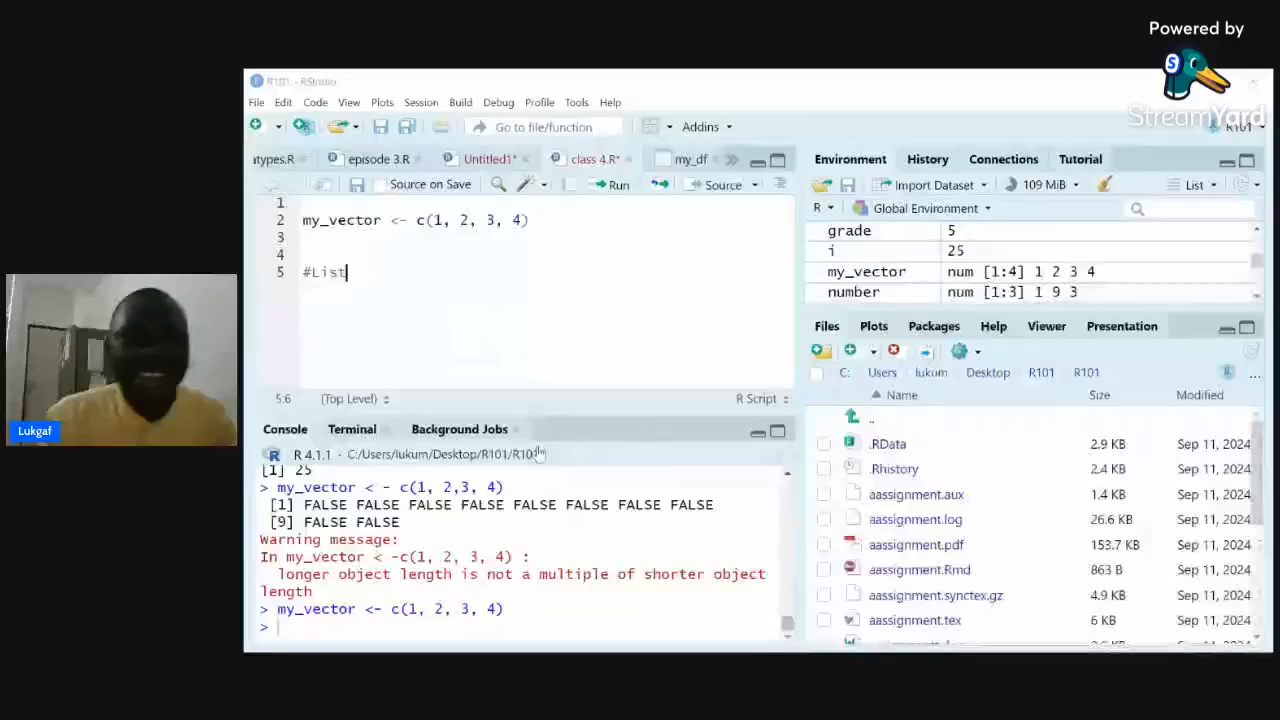 Powered by
StreamYard
R101 - RStudio
File Edit Code View Plots Session Build Debug Profile Tools Help
Go to file/function Addins R101
atypes.R episode 3.R Untitled1* class 4.R* my_df
Source on Save Run Source
1
2 my_vector <- c(1, 2, 3, 4)
3
4
5 #List
5:6 (Top Level) R Script
Console Terminal Background Jobs
R 4.1.1 · C:/Users/lukum/Desktop/R101/R101
[1] 25
> my_vector < - c(1, 2,3, 4)
[1] FALSE FALSE FALSE FALSE FALSE FALSE FALSE FALSE
[9] FALSE FALSE
Warning message:
In my_vector < -c(1, 2, 3, 4) :
longer object length is not a multiple of shorter object
length
> my_vector <- c(1, 2, 3, 4)
>
Environment History Connections Tutorial
Import Dataset 109 MiB List
R Global Environment
grade 5
i 25
my_vector num [1:4] 1 2 3 4
number num [1:3] 1 9 3
Files Plots Packages Help Viewer Presentation
C: Users lukum Desktop R101 R101 ...
Name Size Modified
..
.RData 2.9 KB Sep 11, 2024
.Rhistory 2.4 KB Sep 11, 2024
aassignment.aux 1.4 KB Sep 11, 2024
aassignment.log 26.6 KB Sep 11, 2024
aassignment.pdf 153.7 KB Sep 11, 2024
aassignment.Rmd 863 B Sep 11, 2024
aassignment.synctex.gz 4.9 KB Sep 11, 2024
aassignment.tex 6 KB Sep 11, 2024
Lukgaf